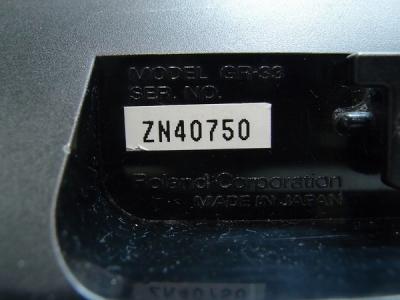 MODEL GR-33
SER. NO.
ZN40750
Roland Corporation
MADE IN JAPAN